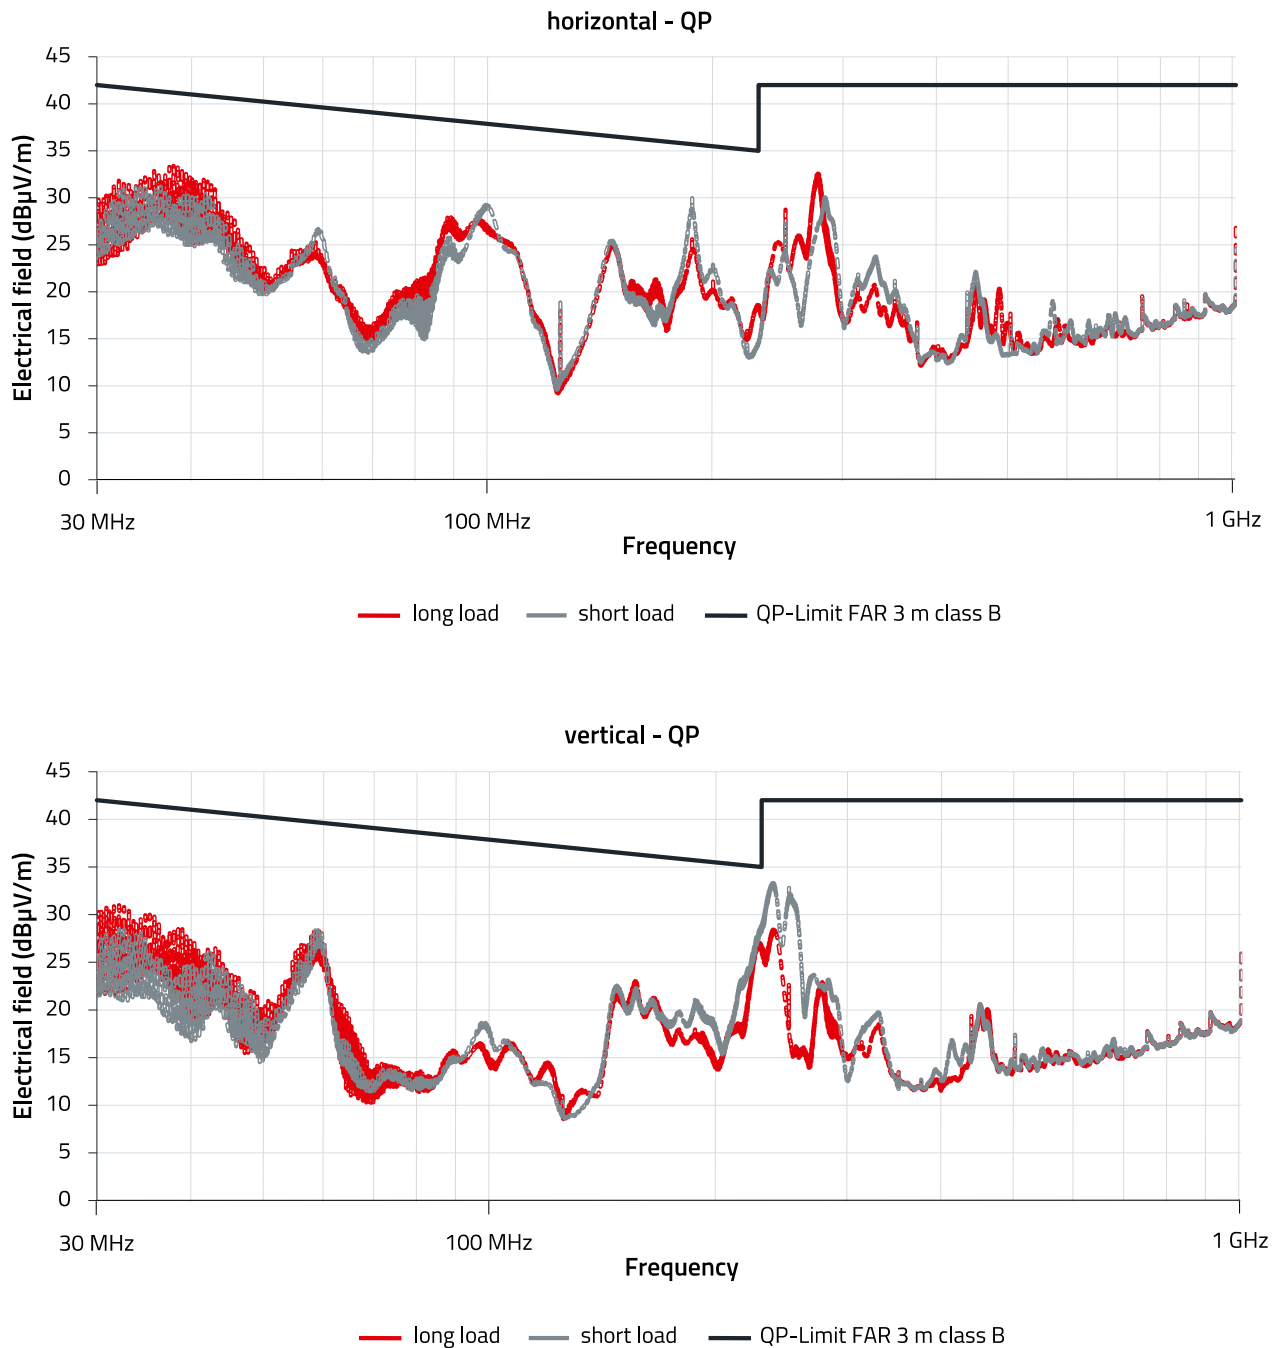 horizontal - QP
Electrical field (dBµV/m)
45
40
35
30
25
20
15
10
5
0
30 MHz
100 MHz
1 GHz
Frequency
long load
short load
QP-Limit FAR 3 m class B
vertical - QP
Electrical field (dBµV/m)
45
40
35
30
25
20
15
10
5
0
30 MHz
100 MHz
1 GHz
Frequency
long load
short load
QP-Limit FAR 3 m class B